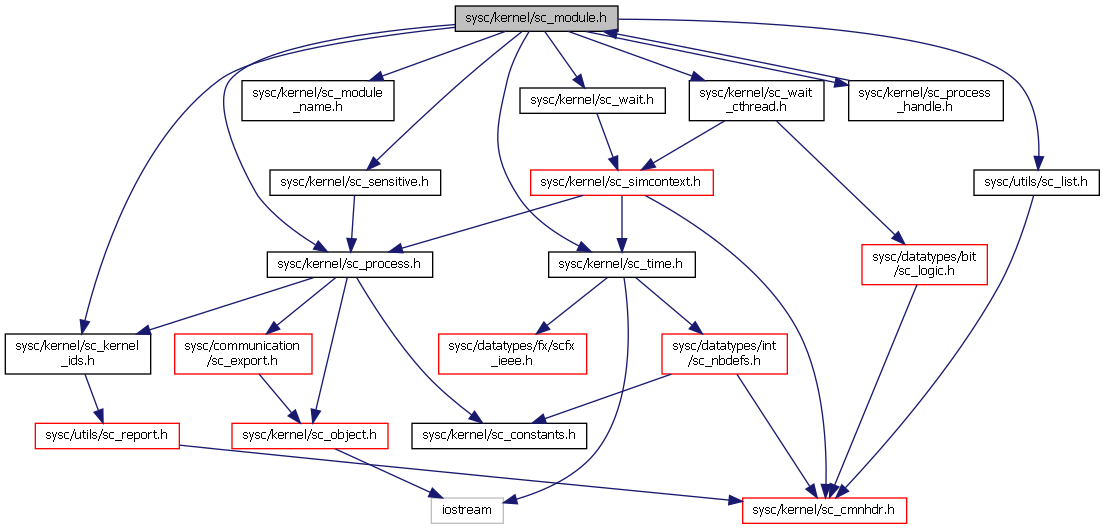 sysc/kernel/sc_module.h
sysc/kernel/sc_module
_name.h
sysc/kernel/sc_wait.h
sysc/kernel/sc_wait
_cthread.h
sysc/kernel/sc_process
_handle.h
sysc/kernel/sc_sensitive.h
sysc/kernel/sc_simcontext.h
sysc/utils/sc_list.h
sysc/kernel/sc_process.h
sysc/kernel/sc_time.h
sysc/datatypes/bit
/sc_logic.h
sysc/kernel/sc_kernel
_ids.h
sysc/communication
/sc_export.h
sysc/datatypes/fx/scfx
_ieee.h
sysc/datatypes/int
/sc_nbdefs.h
sysc/utils/sc_report.h
sysc/kernel/sc_object.h
sysc/kernel/sc_constants.h
iostream
sysc/kernel/sc_cmnhdr.h